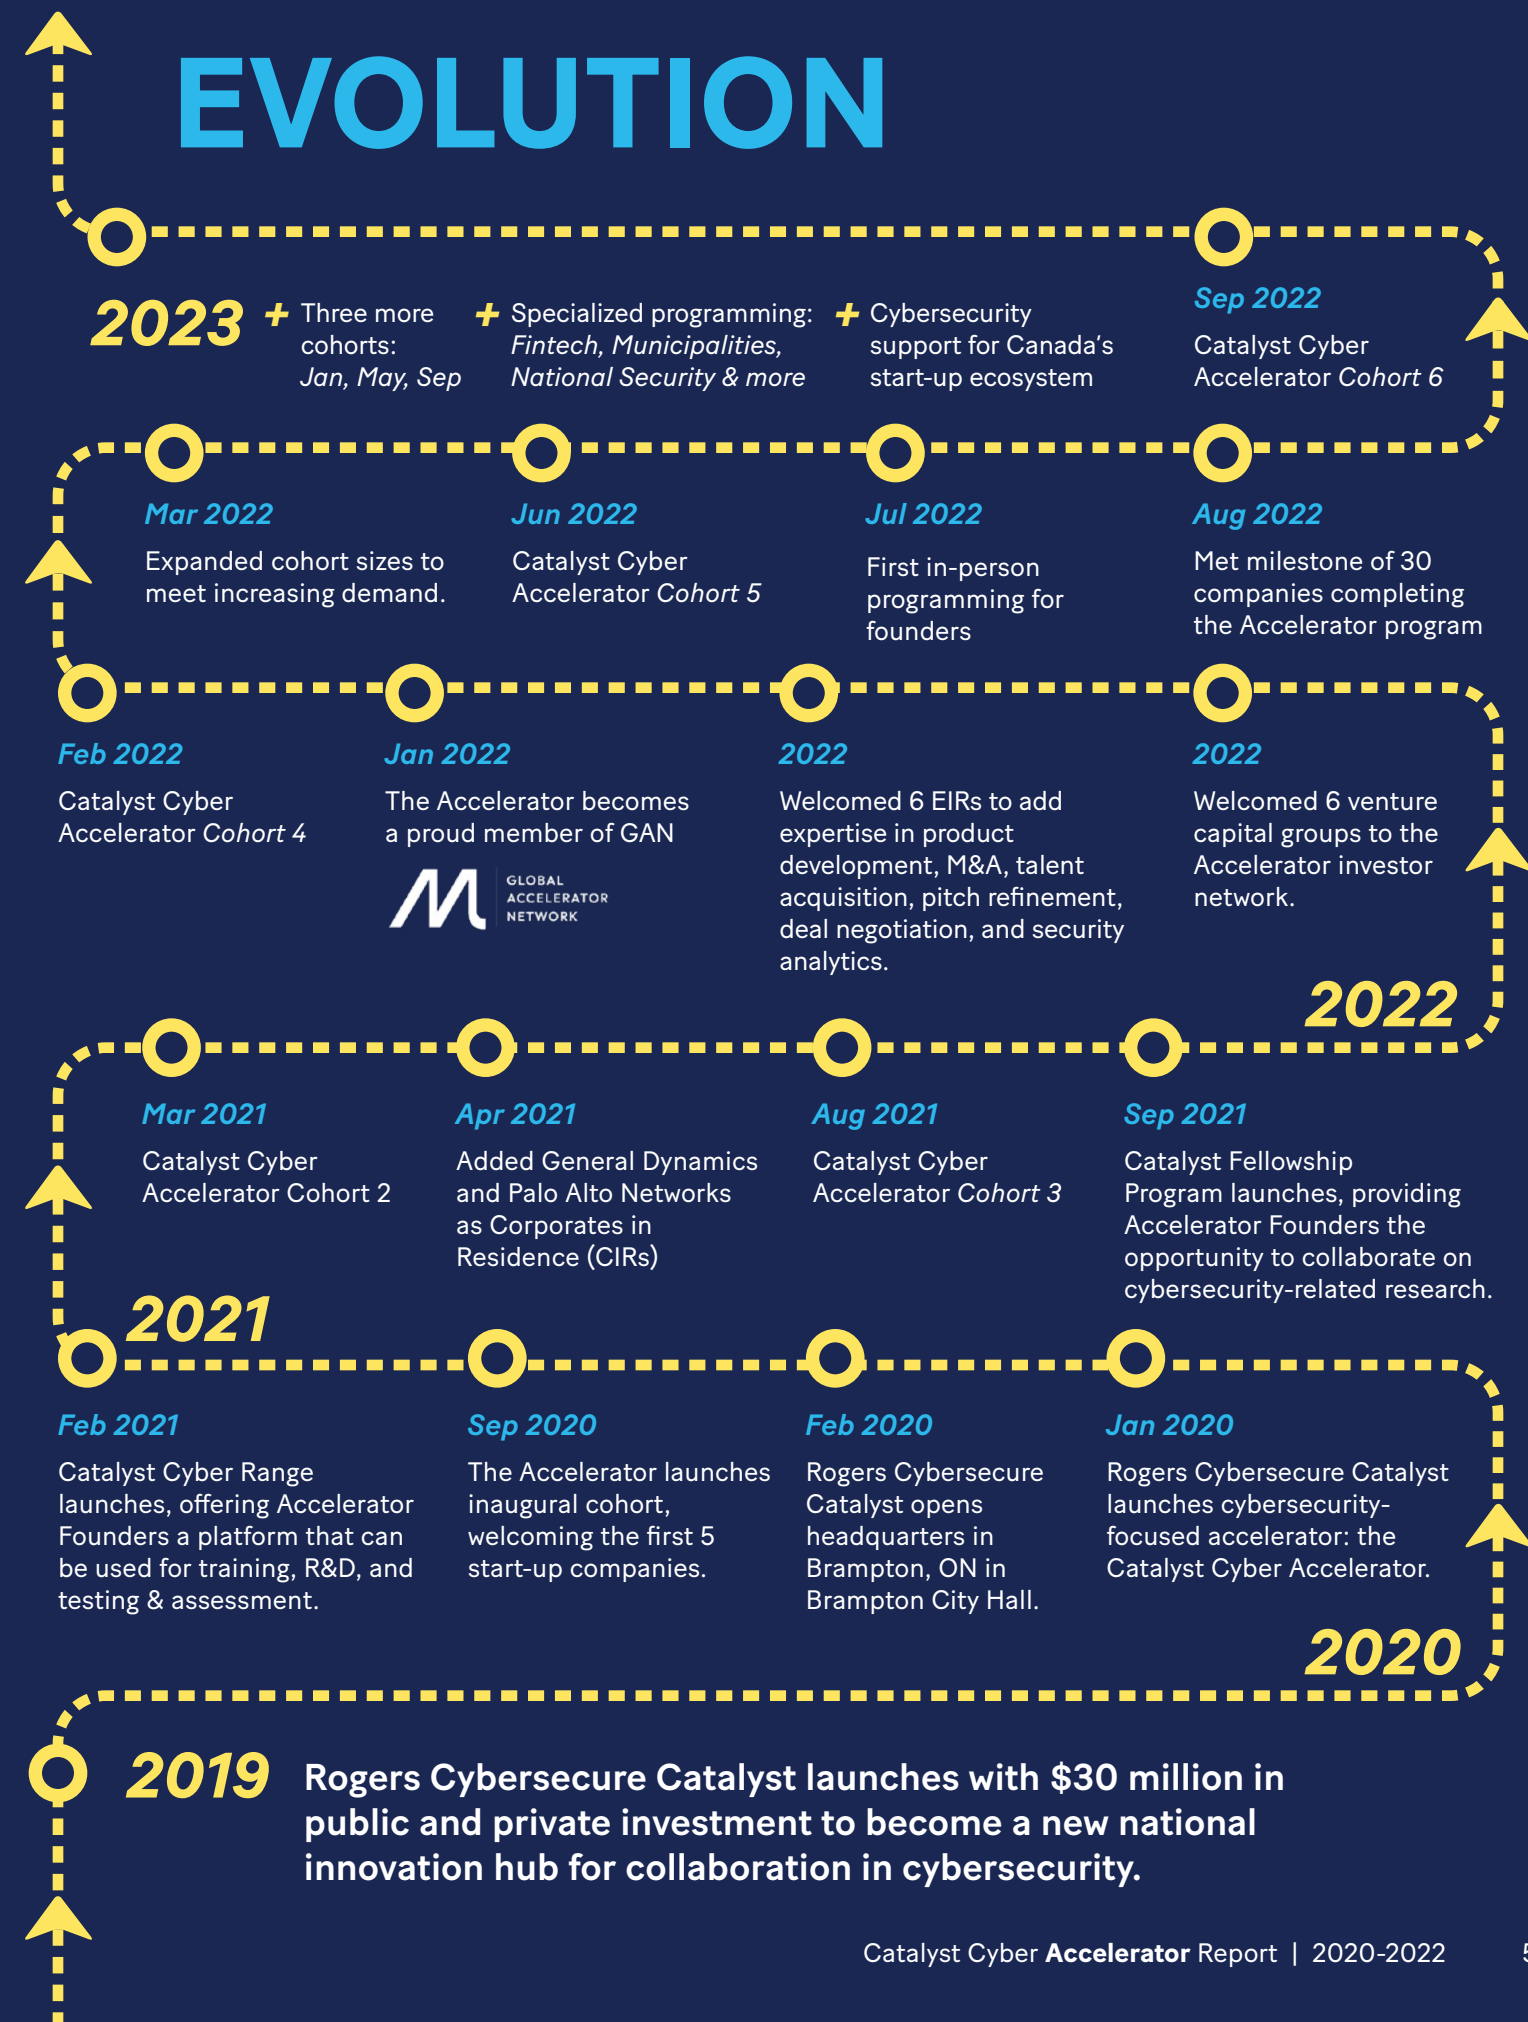 EVOLUTION
2023
+ Three more
cohorts:
Jan, May, Sep
+ Specialized programming:
Fintech, Municipalities,
National Security & more
+ Cybersecurity
support for Canada's
start-up ecosystem
Sep 2022
Catalyst Cyber
Accelerator Cohort 6
Mar 2022
Expanded cohort sizes to
meet increasing demand.
Jun 2022
Catalyst Cyber
Accelerator Cohort 5
Jul 2022
First in-person
programming for
founders
Aug 2022
Met milestone of 30
companies completing
the Accelerator program
Feb 2022
Catalyst Cyber
Accelerator Cohort 4
Jan 2022
The Accelerator becomes
a proud member of GAN
GLOBAL
ACCELERATOR
NETWORK
2022
Welcomed 6 EIRs to add
expertise in product
development, M&A, talent
acquisition, pitch refinement,
deal negotiation, and security
analytics.
2022
Welcomed 6 venture
capital groups to the
Accelerator investor
network.
2022
Mar 2021
Catalyst Cyber
Accelerator Cohort 2
Apr 2021
Added General Dynamics
and Palo Alto Networks
as Corporates in
Residence (CIRs)
Aug 2021
Catalyst Cyber
Accelerator Cohort 3
Sep 2021
Catalyst Fellowship
Program launches, providing
Accelerator Founders the
opportunity to collaborate on
cybersecurity-related research.
2021
Feb 2021
Catalyst Cyber Range
launches, offering Accelerator
Founders a platform that can
be used for training, R&D, and
testing & assessment.
Sep 2020
The Accelerator launches
inaugural cohort,
welcoming the first 5
start-up companies.
Feb 2020
Rogers Cybersecure
Catalyst opens
headquarters in
Brampton, ON in
Brampton City Hall.
Jan 2020
Rogers Cybersecure Catalyst
launches cybersecurity-
focused accelerator: the
Catalyst Cyber Accelerator.
2020
2019
Rogers Cybersecure Catalyst launches with $30 million in
public and private investment to become a new national
innovation hub for collaboration in cybersecurity.
Catalyst Cyber Accelerator Report | 2020-2022